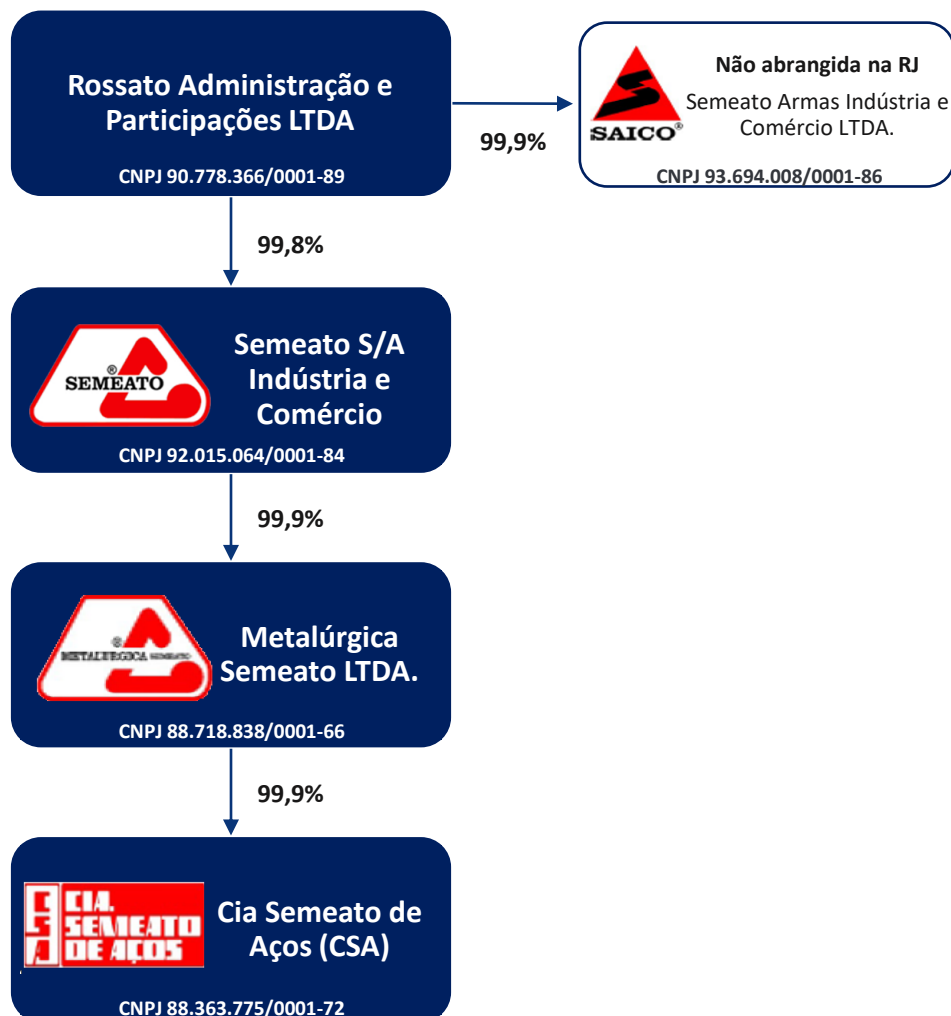 Rossato Administração e
Participações LTDA
CNPJ 90.778.366/0001-89
99,9%
SAICO®
Não abrangida na RJ
Semeato Armas Indústria e
Comércio LTDA.
CNPJ 93.694.008/0001-86
99,8%
SEMEATO®
Semeato S/A
Indústria e
Comércio
CNPJ 92.015.064/0001-84
99,9%
METALURGICA SEMEATO®
Metalúrgica
Semeato LTDA.
CNPJ 88.718.838/0001-66
99,9%
CSA
CIA.
SEMEATO
DE AÇOS
Cia Semeato de
Aços (CSA)
CNPJ 88.363.775/0001-72